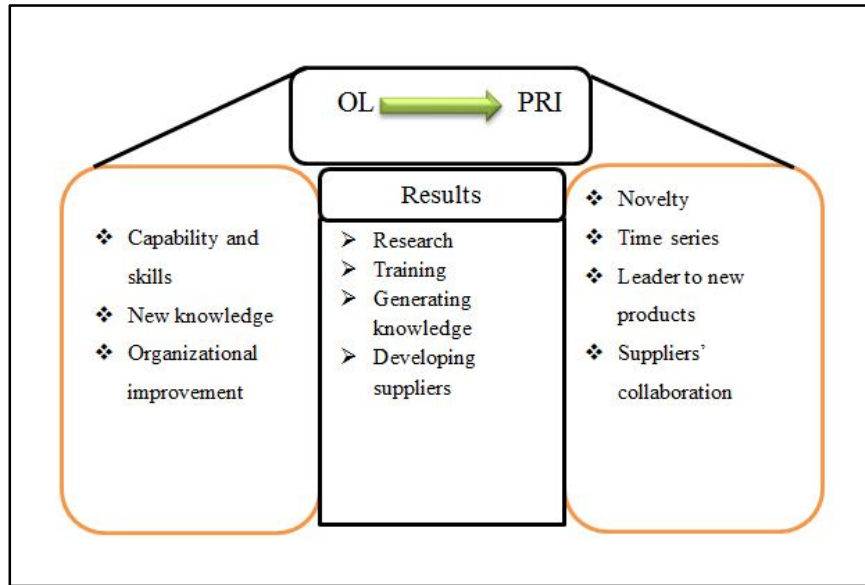 OL PRI
❖ Capability and
skills
❖ New knowledge
❖ Organizational
improvement
Results
➢ Research
➢ Training
➢ Generating
knowledge
➢ Developing
suppliers
❖ Novelty
❖ Time series
❖ Leader to new
products
❖ Suppliers’
collaboration